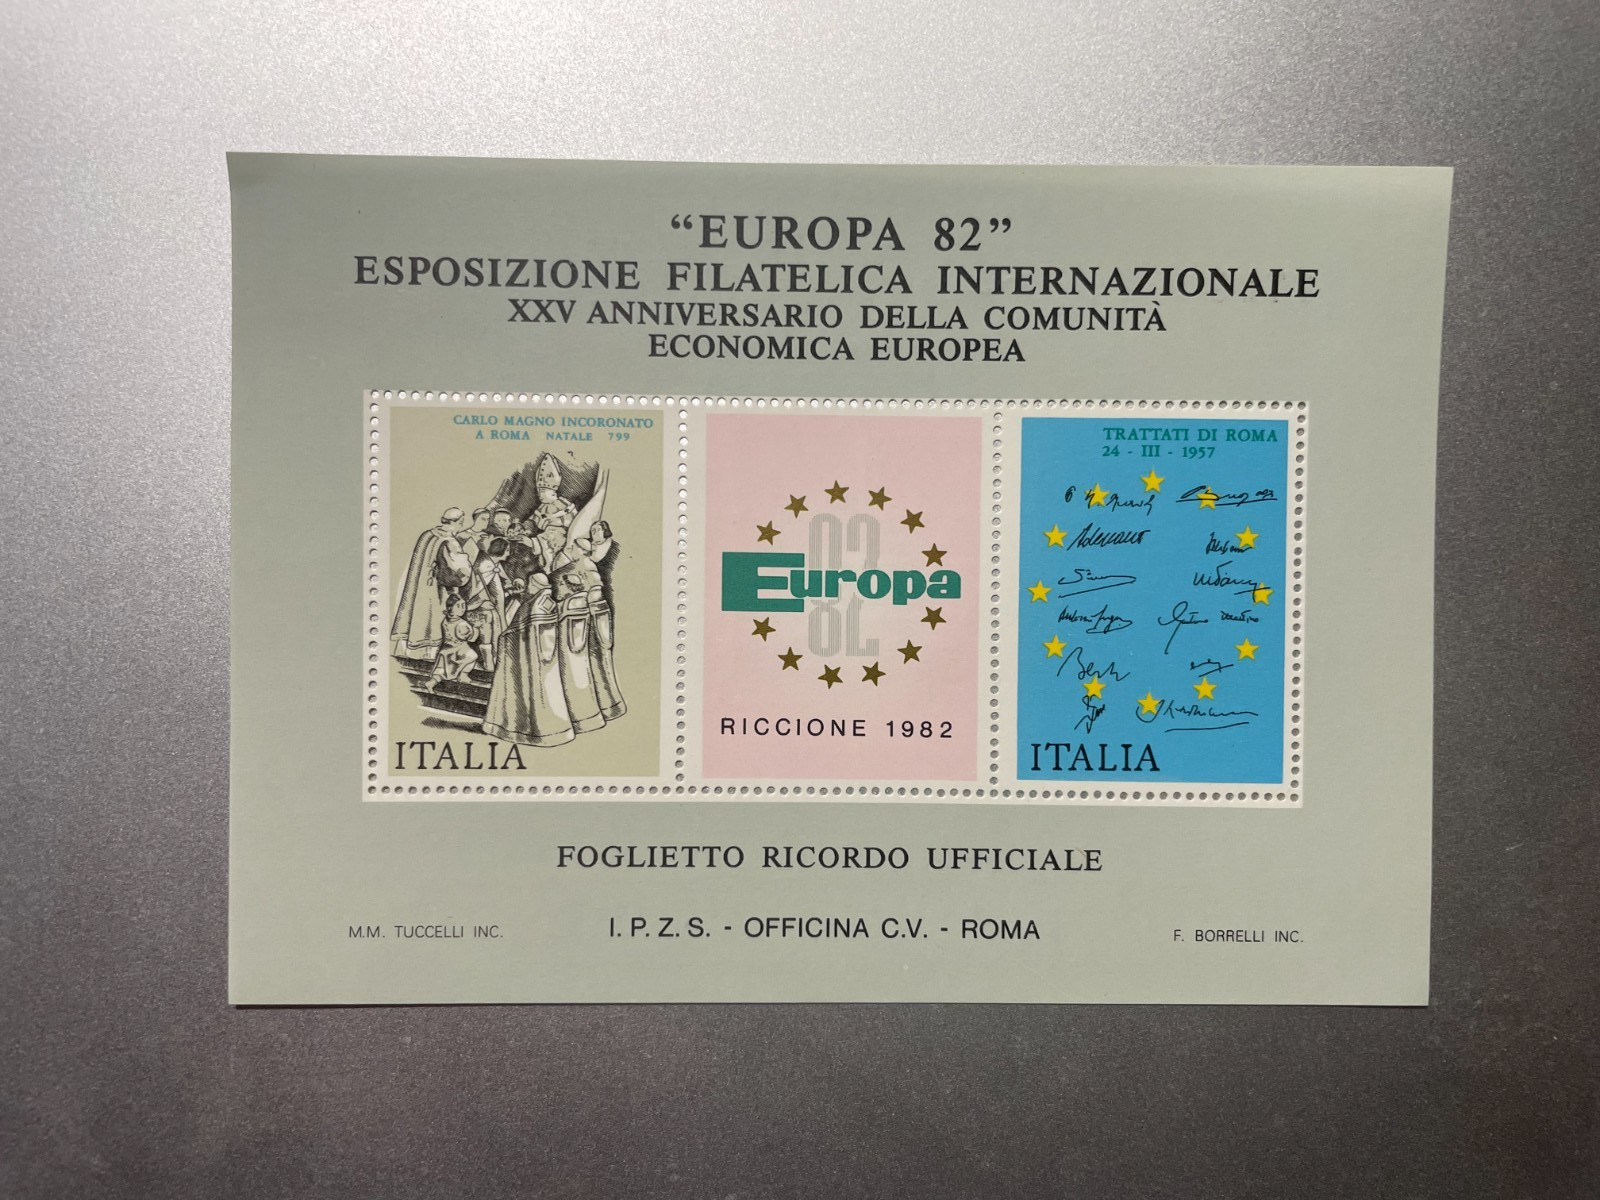 “EUROPA 82”
ESPOSIZIONE FILATELICA INTERNAZIONALE
XXV ANNIVERSARIO DELLA COMUNITÀ
ECONOMICA EUROPEA
CARLO MAGNO INCORONATO
A ROMA NATALE 799
ITALIA
82
Europa
RICCIONE 1982
TRATTATI DI ROMA
24 - III - 1957
Adenauer
ITALIA
FOGLIETTO RICORDO UFFICIALE
M.M. TUCCELLI INC.
I. P. Z. S. - OFFICINA C.V. - ROMA
F. BORRELLI INC.